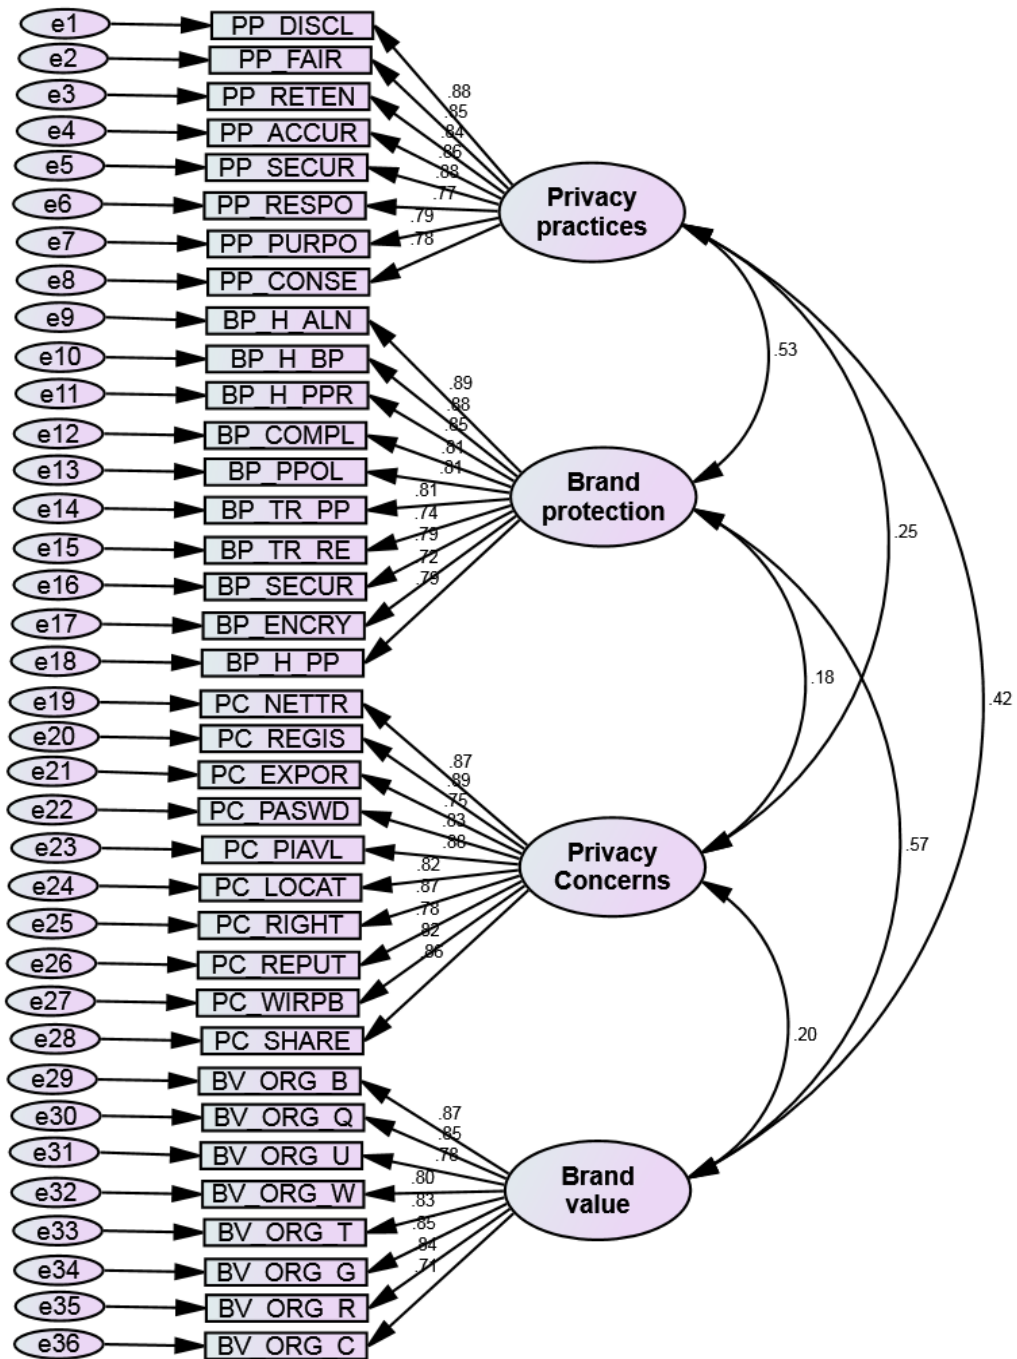 e1 PP_DISCL
e2 PP_FAIR
e3 PP_RETEN
e4 PP_ACCUR
e5 PP_SECUR
e6 PP_RESPO
e7 PP_PURPO
e8 PP_CONSE
.88
.85
.84
.86
.88
.77
.79
.78
Privacy
practices
e9 BP_H_ALN
e10 BP_H_BP
e11 BP_H_PPR
e12 BP_COMPL
e13 BP_PPOL
e14 BP_TR_PP
e15 BP_TR_RE
e16 BP_SECUR
e17 BP_ENCRY
e18 BP_H_PP
.89
.88
.85
.81
.81
.81
.74
.79
.72
.79
Brand
protection
e19 PC_NETTR
e20 PC_REGIS
e21 PC_EXPOR
e22 PC_PASWD
e23 PC_PIAVL
e24 PC_LOCAT
e25 PC_RIGHT
e26 PC_REPUT
e27 PC_WIRPB
e28 PC_SHARE
.87
.89
.75
.83
.88
.82
.87
.78
.82
.86
Privacy
Concerns
e29 BV_ORG_B
e30 BV_ORG_Q
e31 BV_ORG_U
e32 BV_ORG_W
e33 BV_ORG_T
e34 BV_ORG_G
e35 BV_ORG_R
e36 BV_ORG_C
.87
.85
.78
.80
.83
.85
.84
.71
Brand
value
.53
.25
.18
.42
.57
.20